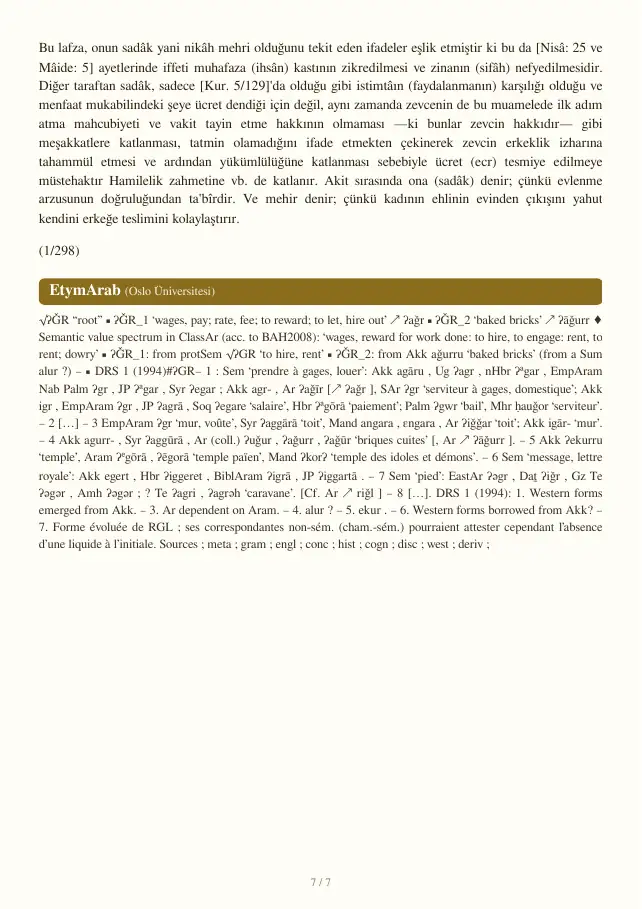 Bu lafza, onun sadâk yani nikâh mehri olduğunu tekit eden ifadeler eşlik etmiştir ki bu da [Nisâ: 25 ve
Mâide: 5] ayetlerinde iffeti muhafaza (ihsân) kastının zikredilmesi ve zinanın (sifâh) nefyedilmesidir.
Diğer taraftan sadâk, sadece [Kur. 5/129]'da olduğu gibi istimtâın (faydalanmanın) karşılığı olduğu ve
menfaat mukabilindeki şeye ücret dendiği için değil, aynı zamanda zevcenin de bu muamelede ilk adım
atma mahcubiyeti ve vakit tayin etme hakkının olmaması —ki bunlar zevcin hakkıdır— gibi
meşakkatlere katlanması, tatmin olamadığını ifade etmekten çekinerek zevcin erkeklik izharına
tahammül etmesi ve ardından yükümlülüğüne katlanması sebebiyle ücret (ecr) tesmiye edilmeye
müstehaktır Hamilelik zahmetine vb. de katlanır. Akit sırasında ona (sadâk) denir; çünkü evlenme
arzusunun doğruluğundan ta'bîrdir. Ve mehir denir; çünkü kadının ehlinin evinden çıkışını yahut
kendini erkeğe teslimini kolaylaştırır.
(1/298)
EtymArab (Oslo Üniversitesi)
√ʔǦR “root” ▪ ʔǦR_1 ‘wages, pay; rate, fee; to reward; to let, hire out’ ↗ ʔaǧr ▪ ʔǦR_2 ‘baked bricks’ ↗ ʔāǧurr ♦
Semantic value spectrum in ClassAr (acc. to BAH2008): ‘wages, reward for work done: to hire, to engage: rent, to
rent; dowry’ ▪ ʔǦR_1: from protSem √ʔGR ‘to hire, rent’ ▪ ʔǦR_2: from Akk ağurru ‘baked bricks’ (from a Sum
alur ?) – ▪ DRS 1 (1994)#ʔGR– 1 : Sem ‘prendre à gages, louer’: Akk agāru , Ug ʔagr , nHbr ʔᵃgar , EmpAram
Nab Palm ʔgr , JP ʔᵃgar , Syr ʔegar ; Akk agr- , Ar ʔaǧīr [↗ ʔaǧr ], SAr ʔgr ‘serviteur à gages, domestique’; Akk
igr , EmpAram ʔgr , JP ʔagrā , Soq ʔegare ‘salaire’, Hbr ʔᵃgōrā ‘paiement’; Palm ʔgwr ‘bail’, Mhr ḥauǧor ‘serviteur’.
– 2 […] – 3 EmpAram ʔgr ‘mur, voûte’, Syr ʔaggārā ‘toit’, Mand angara , engara , Ar ʔiǧǧar ‘toit’; Akk igār- ‘mur’.
– 4 Akk agurr- , Syr ʔaggūrā , Ar (coll.) ʔuǧur , ʔaǧurr , ʔaǧūr ‘briques cuites’ [, Ar ↗ ʔāǧurr ]. – 5 Akk ʔekurru
‘temple’, Aram ʔᵉgōrā , ʔēgorā ‘temple païen’, Mand ʔkorʔ ‘temple des idoles et démons’. – 6 Sem ‘message, lettre
royale’: Akk egert , Hbr ʔiggeret , BiblAram ʔigrā , JP ʔiggartā . – 7 Sem ‘pied’: EastAr ʔəgr , Daṯ ʔiǧr , Gz Te
ʔəgər , Amh ʔəgər ; ? Te ʔagri , ʔagrəh ‘caravane’. [Cf. Ar ↗ riǧl ] – 8 […]. DRS 1 (1994): 1. Western forms
emerged from Akk. – 3. Ar dependent on Aram. – 4. alur ? – 5. ekur . – 6. Western forms borrowed from Akk? –
7. Forme évoluée de RGL ; ses correspondantes non-sém. (cham.-sém.) pourraient attester cependant l’absence
d’une liquide à l’initiale. Sources ; meta ; gram ; engl ; conc ; hist ; cogn ; disc ; west ; deriv ;
7 / 7